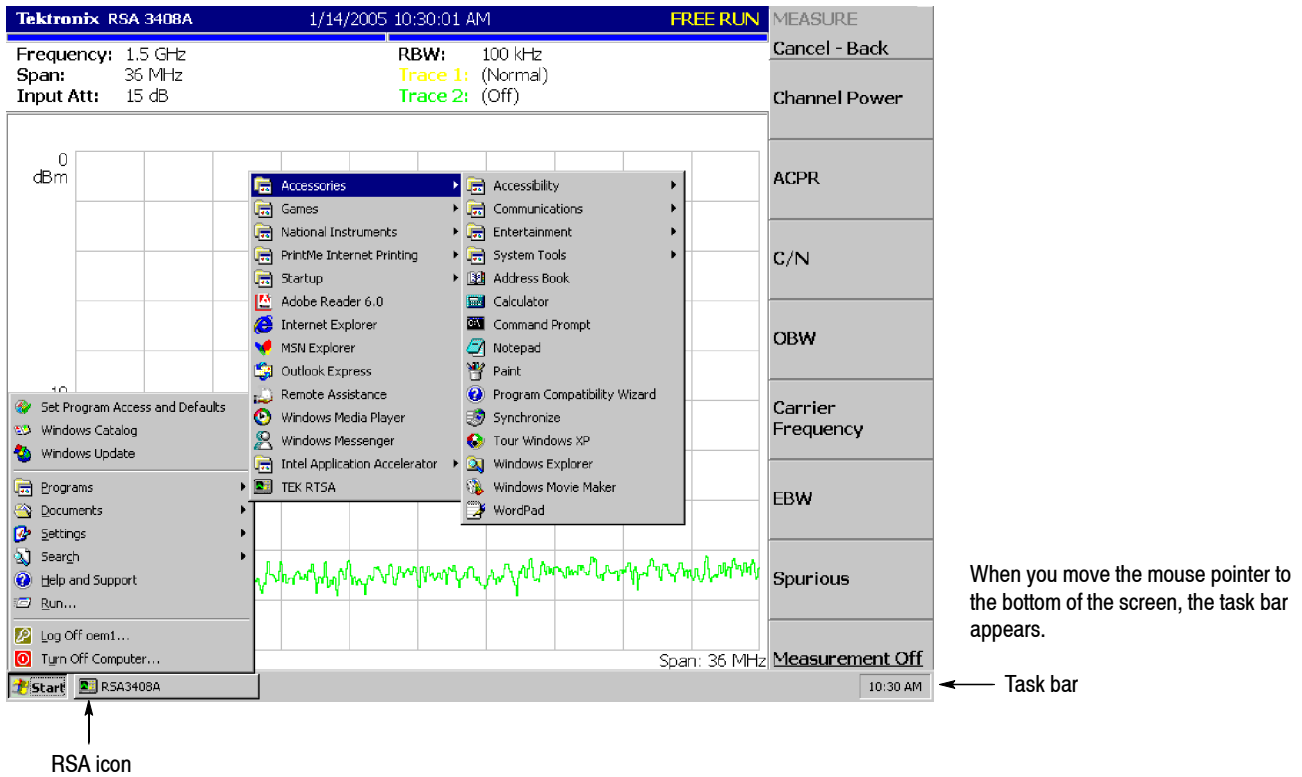 Tektronix RSA 3408A 1/14/2005 10:30:01 AM FREE RUN
Frequency: 1.5 GHz RBW: 100 kHz
Span: 36 MHz Trace 1: (Normal)
Input Att: 15 dB Trace 2: (Off)
0
dBm
10
Accessories
Games
National Instruments
PrintMe Internet Printing
Startup
Adobe Reader 6.0
Internet Explorer
MSN Explorer
Outlook Express
Remote Assistance
Windows Media Player
Windows Messenger
Intel Application Accelerator
TEK RTSA
Accessibility
Communications
Entertainment
System Tools
Address Book
Calculator
Command Prompt
Notepad
Paint
Program Compatibility Wizard
Synchronize
Tour Windows XP
Windows Explorer
Windows Movie Maker
WordPad
Set Program Access and Defaults
Windows Catalog
Windows Update
Programs
Documents
Settings
Search
Help and Support
Run...
Log Off oem1...
Turn Off Computer...
Span: 36 MHz
Start RSA3408A 10:30 AM
MEASURE
Cancel - Back
Channel Power
ACPR
C/N
OBW
Carrier
Frequency
EBW
Spurious
Measurement Off
When you move the mouse pointer to
the bottom of the screen, the task bar
appears.
Task bar
RSA icon